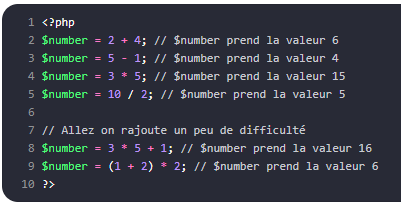 1 <?php
2 $number = 2 + 4; // $number prend la valeur 6
3 $number = 5 - 1; // $number prend la valeur 4
4 $number = 3 * 5; // $number prend la valeur 15
5 $number = 10 / 2; // $number prend la valeur 5
6
7 // Allez on rajoute un peu de difficulté
8 $number = 3 * 5 + 1; // $number prend la valeur 16
9 $number = (1 + 2) * 2; // $number prend la valeur 6
10 ?>